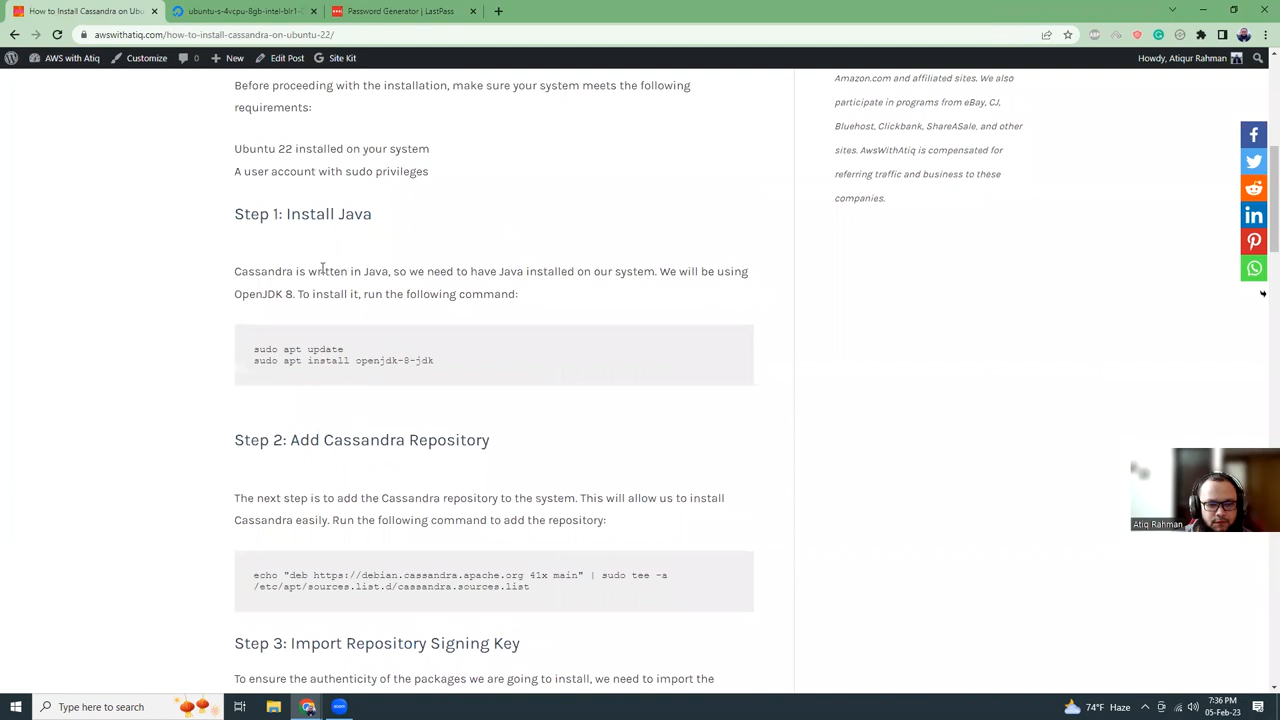 How to Install Cassandra on Ub
ubuntu-s-4vcpu-8gb-intel-blr1-
Password Generator | LastPass
awswithatiq.com/how-to-install-cassandra-on-ubuntu-22/
AWS with Atiq
Customize
0
New
Edit Post
Site Kit
Howdy, Atiqur Rahman
Before proceeding with the installation, make sure your system meets the following
requirements:
Ubuntu 22 installed on your system
A user account with sudo privileges
Step 1: Install Java
Cassandra is written in Java, so we need to have Java installed on our system. We will be using
OpenJDK 8. To install it, run the following command:
sudo apt update
sudo apt install openjdk-8-jdk
Step 2: Add Cassandra Repository
The next step is to add the Cassandra repository to the system. This will allow us to install
Cassandra easily. Run the following command to add the repository:
echo "deb https://debian.cassandra.apache.org 41x main" | sudo tee -a
/etc/apt/sources.list.d/cassandra.sources.list
Step 3: Import Repository Signing Key
To ensure the authenticity of the packages we are going to install, we need to import the
Amazon.com and affiliated sites. We also
participate in programs from eBay, CJ,
Bluehost, Clickbank, ShareASale, and other
sites. AwsWithAtiq is compensated for
referring traffic and business to these
companies.
Atiq Rahman
Type here to search
zoom
74°F Haze
7:36 PM
05-Feb-23